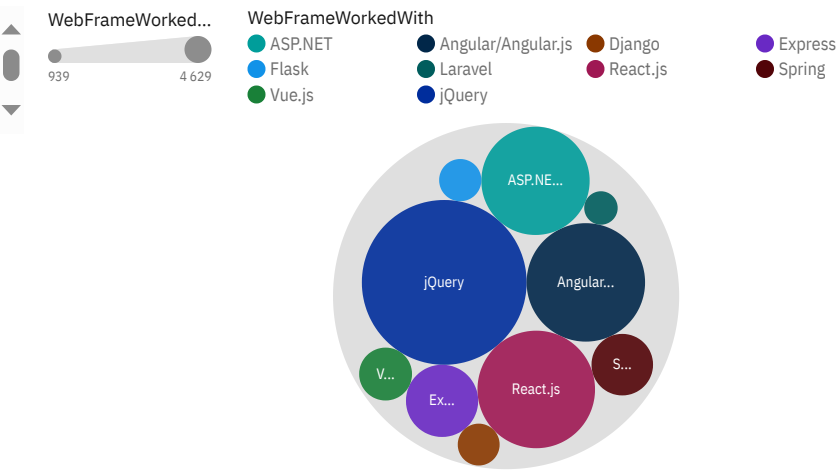 WebFrameWorked...
939
4 629
WebFrameWorkedWith
ASP.NET
Angular/Angular.js
Django
Express
Flask
Laravel
React.js
Spring
Vue.js
jQuery
ASP.NE...
jQuery
Angular...
V...
S...
Ex...
React.js